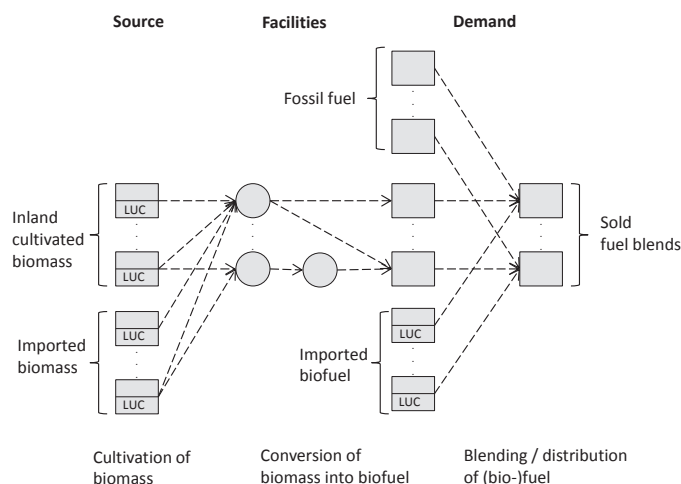 Source
Facilities
Demand
Fossil fuel
Inland
cultivated
biomass
LUC
LUC
Sold
fuel blends
Imported
biomass
LUC
LUC
Imported
biofuel
LUC
LUC
Cultivation of
biomass
Conversion of
biomass into biofuel
Blending / distribution
of (bio-)fuel